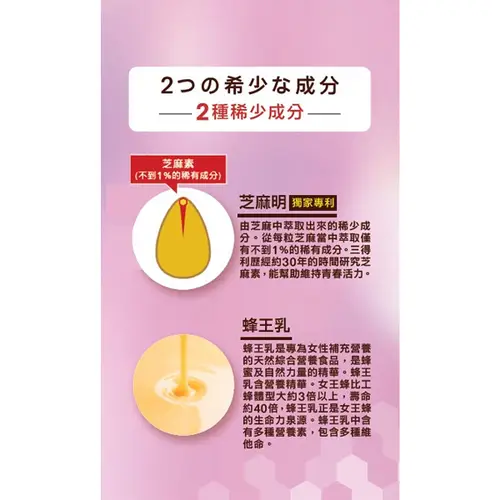 2つの希少な成分
2種稀少成分
芝麻素
(不到1%的稀有成分)
芝麻明 獨家專利
由芝麻中萃取出來的稀少成
分。從每粒芝麻當中萃取僅
有不到1%的稀有成分。三得
利歷經約30年的時間研究芝
麻素，能幫助維持青春活力。
蜂王乳
蜂王乳是專為女性補充營養
的天然綜合營養食品，是蜂
蜜及自然力量的精華。蜂王
乳含營養精華。女王蜂比工
蜂體型大約3倍以上，壽命
約40倍，蜂王乳正是女王蜂
的生命力泉源。蜂王乳中含
有多種營養素，包含多種維
他命。